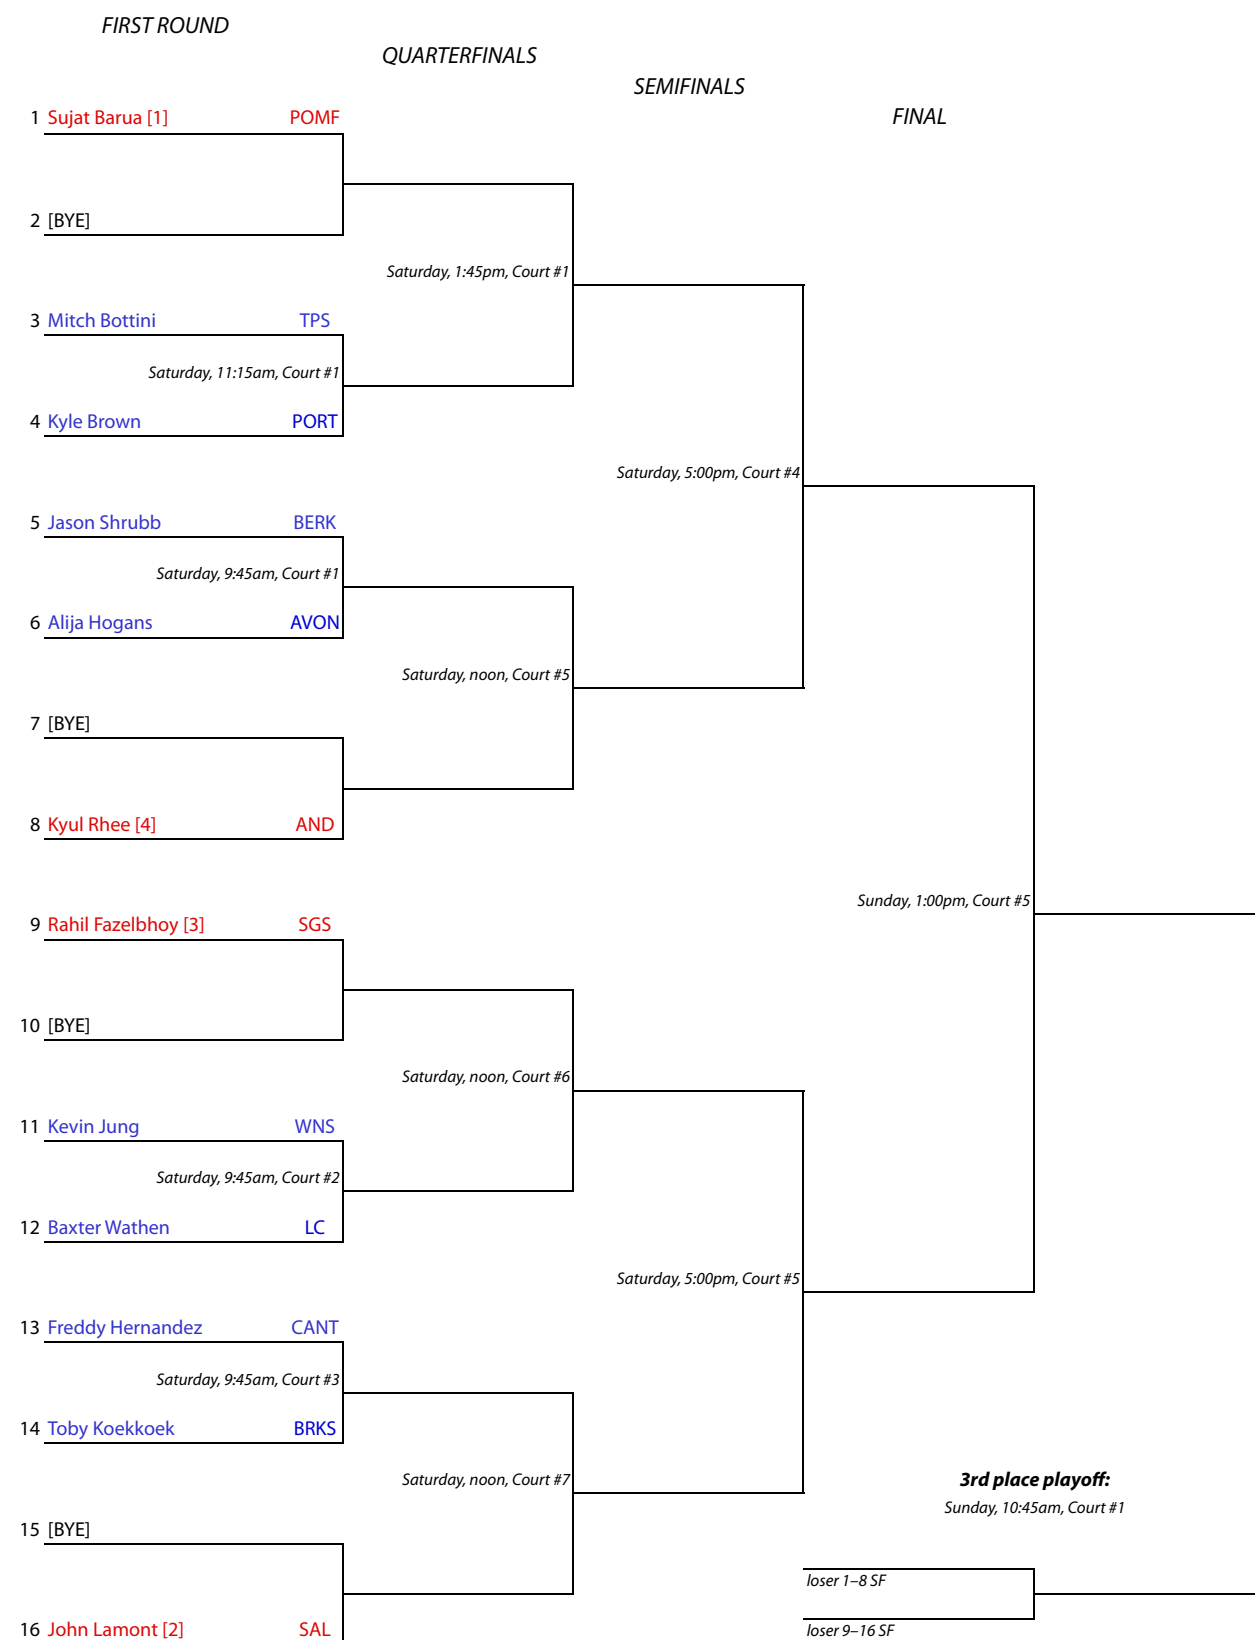 FIRST ROUND
QUARTERFINALS
SEMIFINALS
FINAL
1 Sujat Barua [1] POMF
2 [BYE]
Saturday, 1:45pm, Court #1
3 Mitch Bottini TPS
Saturday, 11:15am, Court #1
4 Kyle Brown PORT
Saturday, 5:00pm, Court #4
5 Jason Shrubb BERK
Saturday, 9:45am, Court #1
6 Alija Hogans AVON
Saturday, noon, Court #5
7 [BYE]
8 Kyul Rhee [4] AND
Sunday, 1:00pm, Court #5
9 Rahil Fazelbhoy [3] SGS
10 [BYE]
Saturday, noon, Court #6
11 Kevin Jung WNS
Saturday, 9:45am, Court #2
12 Baxter Wathen LC
Saturday, 5:00pm, Court #5
13 Freddy Hernandez CANT
Saturday, 9:45am, Court #3
14 Toby Koekkoek BRKS
Saturday, noon, Court #7
3rd place playoff:
Sunday, 10:45am, Court #1
15 [BYE]
loser 1–8 SF
16 John Lamont [2] SAL
loser 9–16 SF